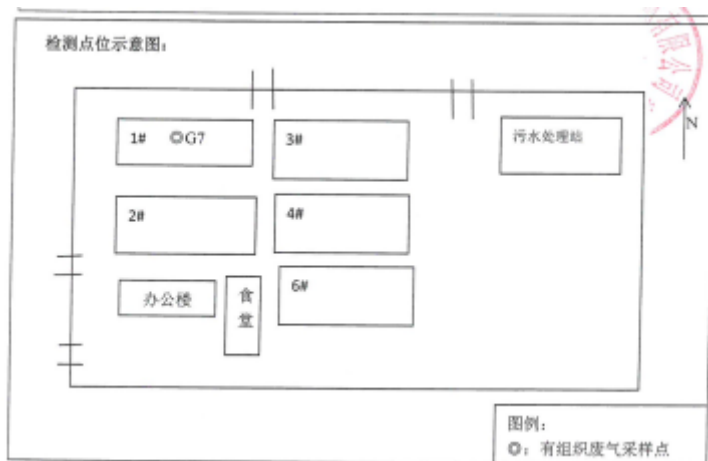 检测点位示意图：
1# ◎G7
3#
污水处理站
N
2#
4#
办公楼
食堂
6#
图例：
◎：有组织废气采样点